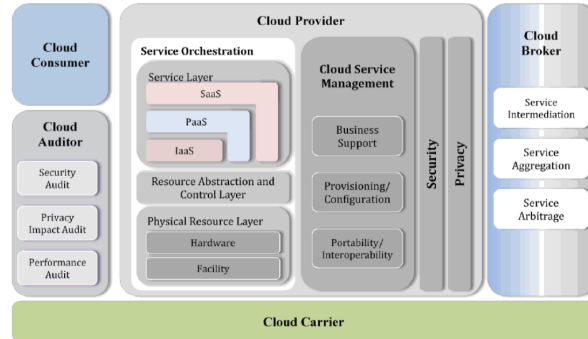 Cloud Provider
Cloud
Consumer
Cloud
Auditor
Security
Audit
Privacy
Impact Audit
Performance
Audit
Service Orchestration
Service Layer
SaaS
PaaS
IaaS
Resource Abstraction and
Control Layer
Physical Resource Layer
Hardware
Facility
Cloud Service
Management
Business
Support
Provisioning/
Configuration
Portability/
Interoperability
Security
Privacy
Cloud
Broker
Service
Intermediation
Service
Aggregation
Service
Arbitrage
Cloud Carrier